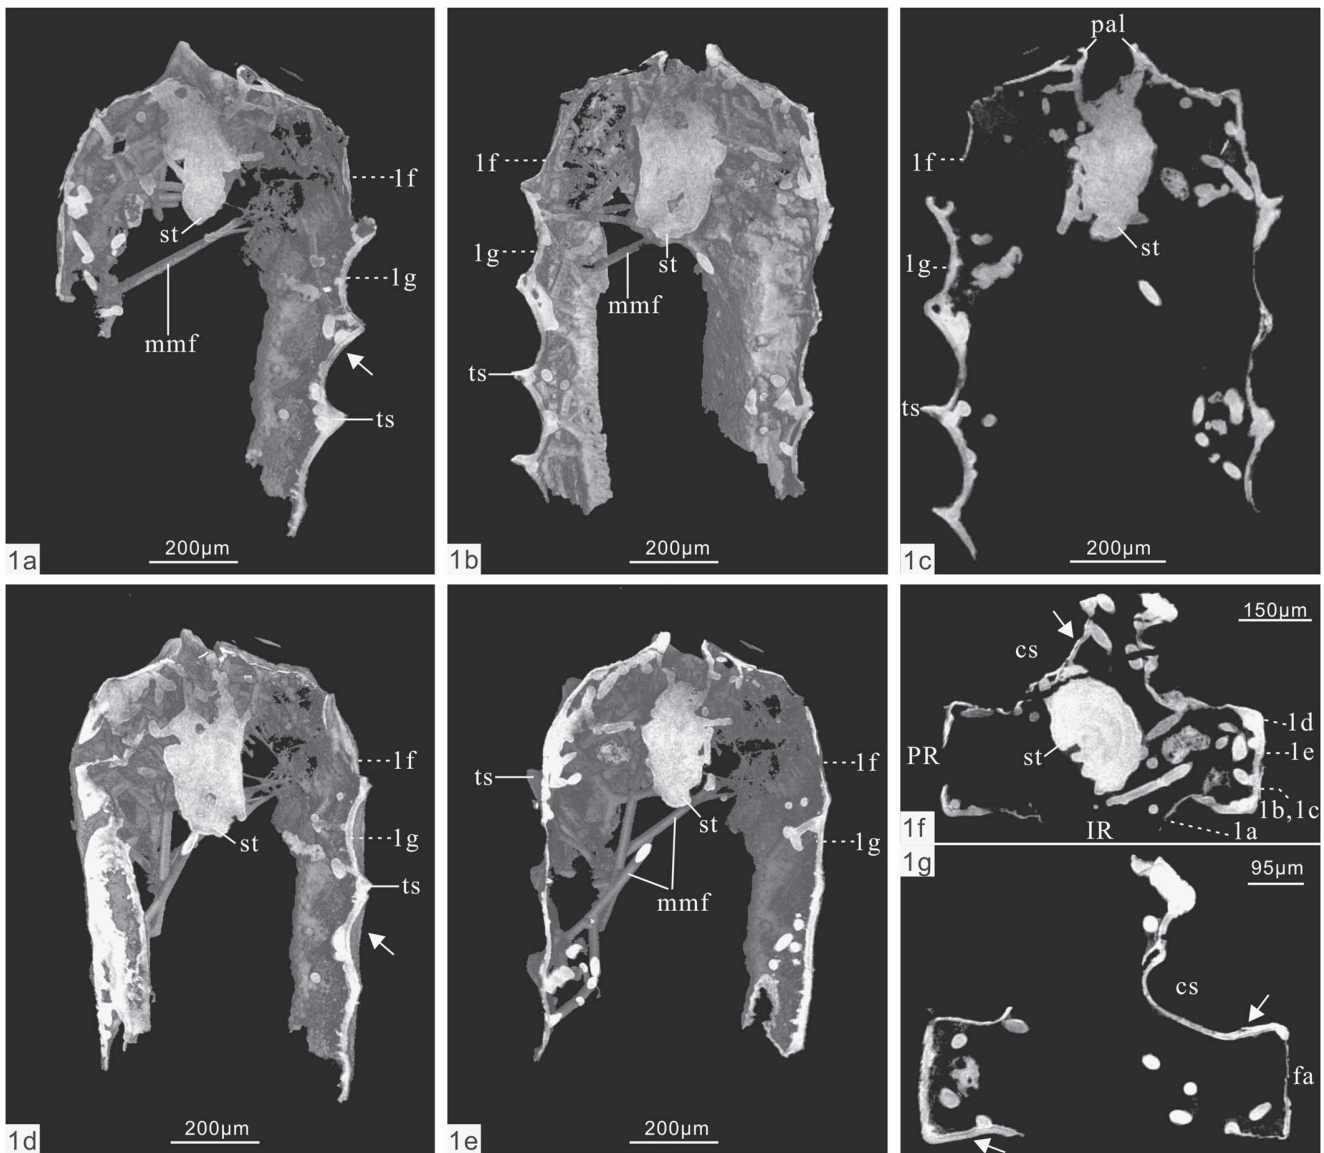 1f
st
1g
mmf
ts
200μm
1a
1f
1g
st
mmf
ts
200μm
1b
pal
1f
st
1g
ts
200μm
1c
1f
st
1g
ts
200μm
1d
ts
1f
st
1g
mmf
200μm
1e
150μm
cs
1d
PR
st
1e
1b,1c
IR
1a
1f
1g
95μm
cs
fa